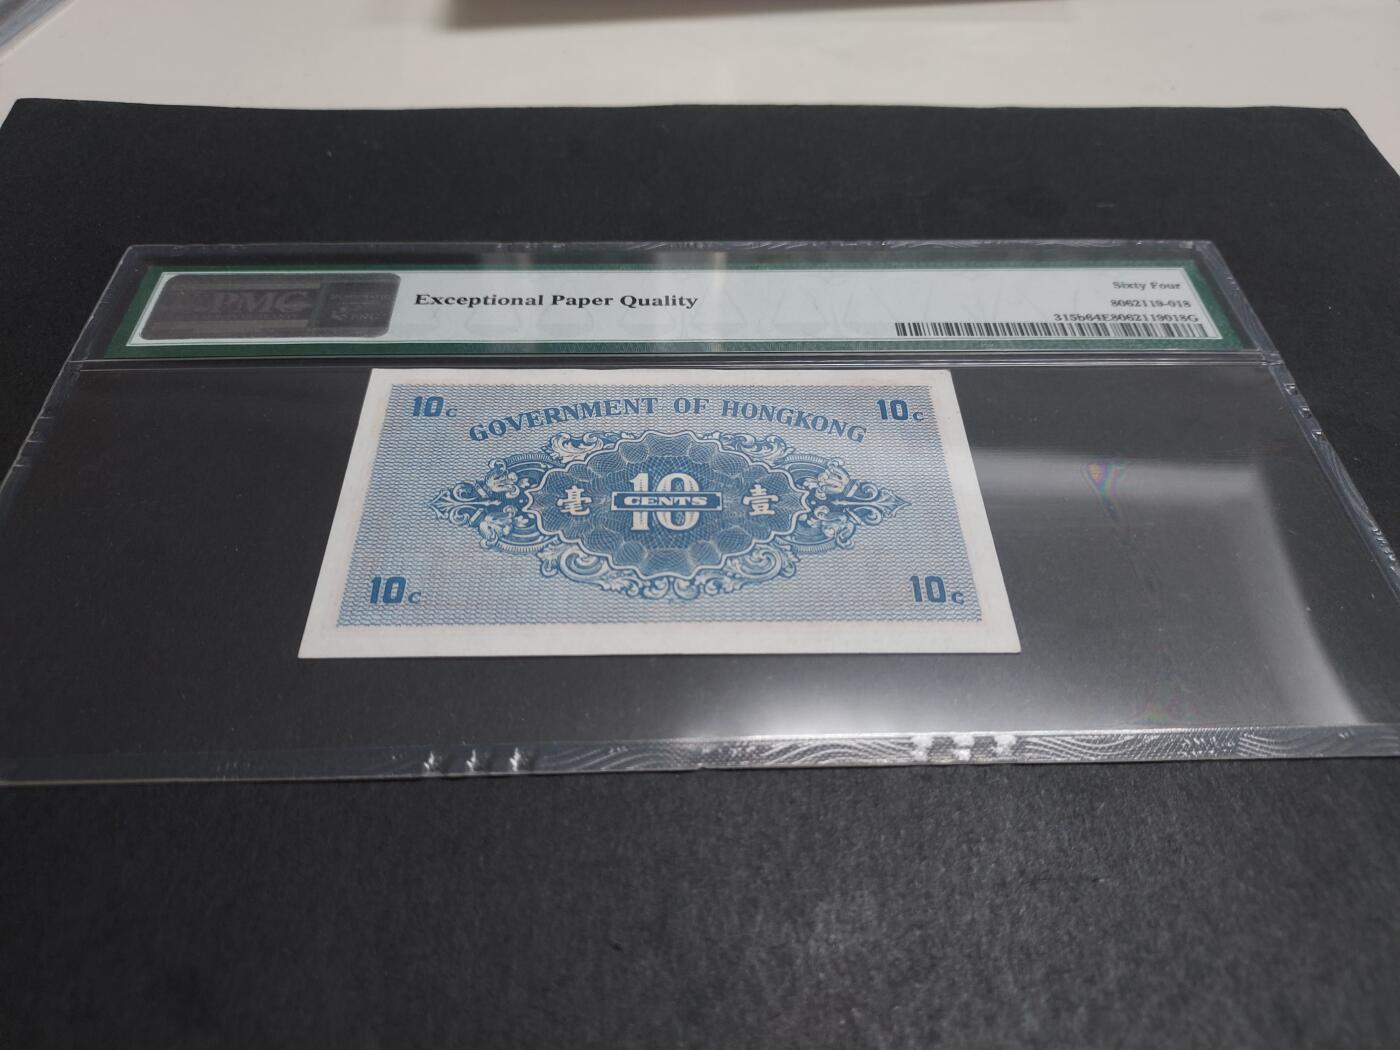 PMG
Exceptional Paper Quality
Sixty Four
8062119-018
315b64E8062119018G
10c
10c
GOVERNMENT OF HONGKONG
毫
10
CENTS
壹
10c
10c